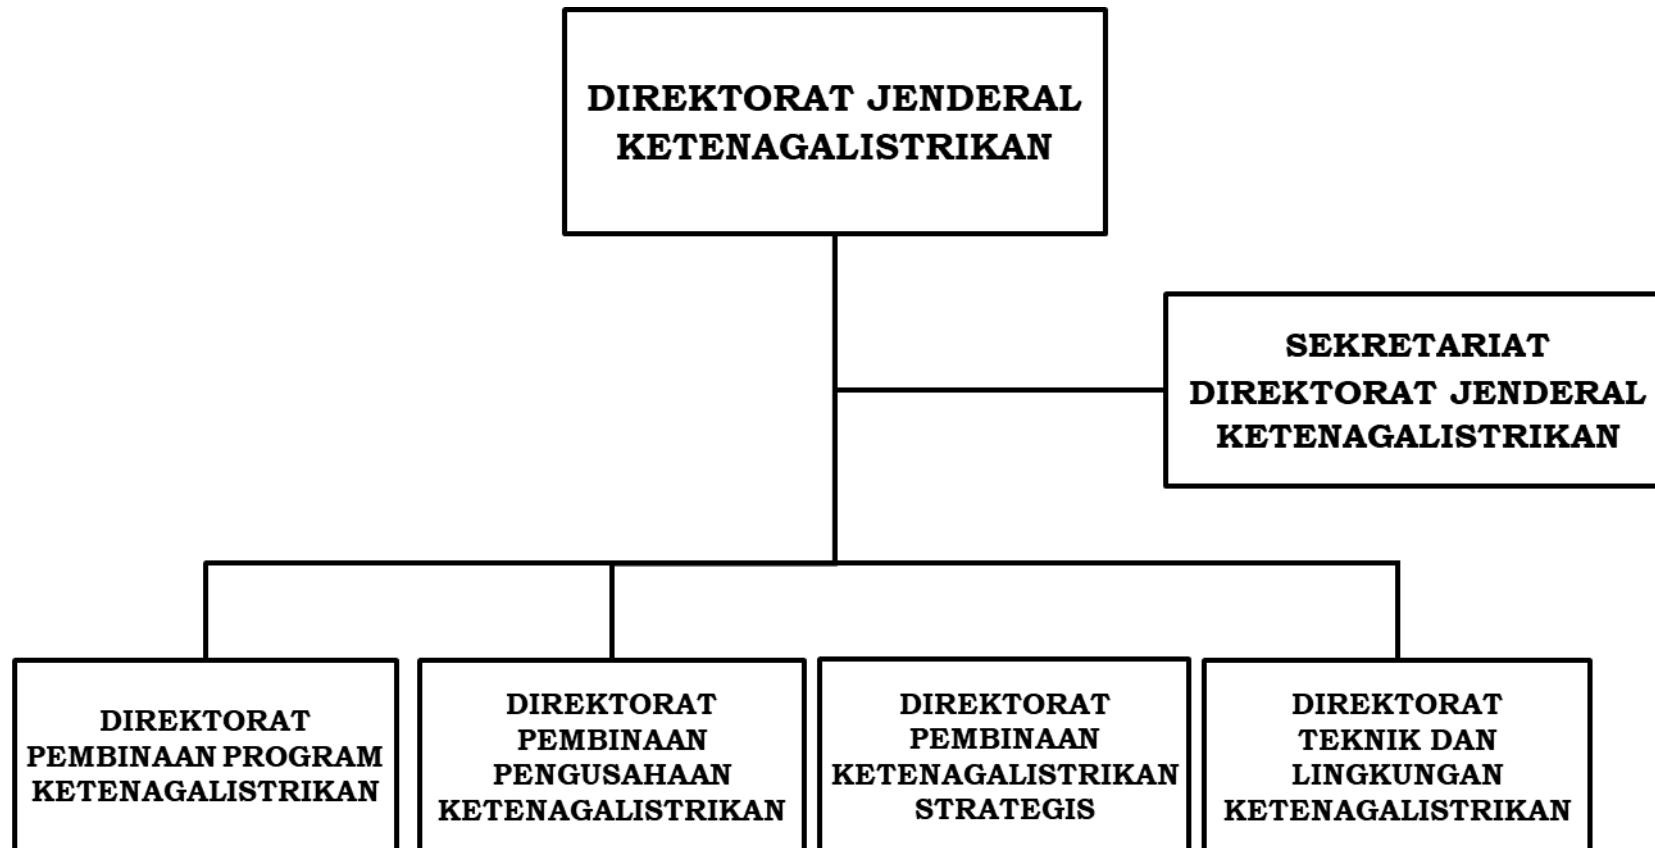 DIREKTORAT JENDERAL
KETENAGALISTRIKAN
SEKRETARIAT
DIREKTORAT JENDERAL
KETENAGALISTRIKAN
DIREKTORAT
PEMBINAAN PROGRAM
KETENAGALISTRIKAN
DIREKTORAT
PEMBINAAN
PENGUSAHAAN
KETENAGALISTRIKAN
DIREKTORAT
PEMBINAAN
KETENAGALISTRIKAN
STRATEGIS
DIREKTORAT
TEKNIK DAN
LINGKUNGAN
KETENAGALISTRIKAN